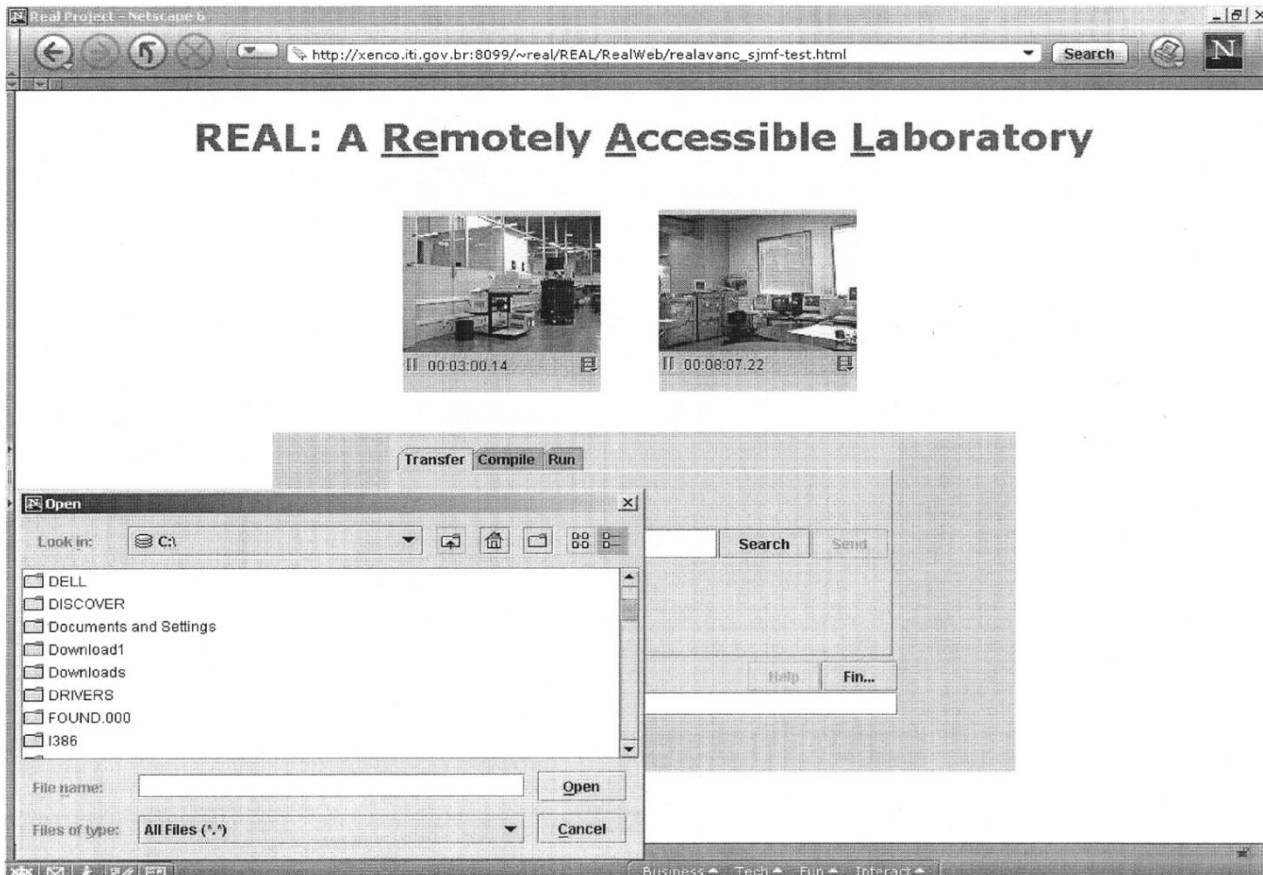 Real Project - Netscape 6
http://xenco.iti.gov.br:8099/~real/REAL/RealWeb/realavanc_sjmf-test.html
Search
N
REAL: A Remotely Accessible Laboratory
00:03:00.14
00:08:07.22
Transfer Compile Run
Open
Look in: C:\
Search Send
DELL
DISCOVER
Documents and Settings
Download1
Downloads
DRIVERS
FOUND.000
I386
Help Fin...
File name: Open
Files of type: All Files (*.*) Cancel
Business Tech Fun Interact